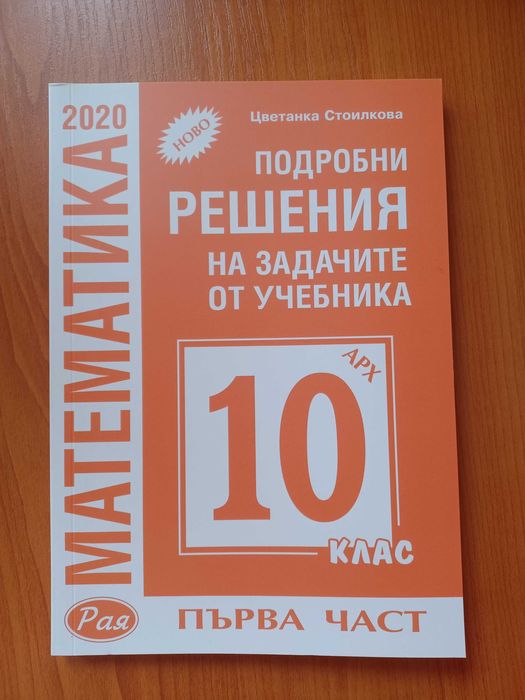 2020
МАТЕМАТИКА
НОВО
Цветанка Стоилкова
ПОДРОБНИ
РЕШЕНИЯ
НА ЗАДАЧИТЕ
ОТ УЧЕБНИКА
АРХ
10
КЛАС
Рая
ПЪРВА ЧАСТ